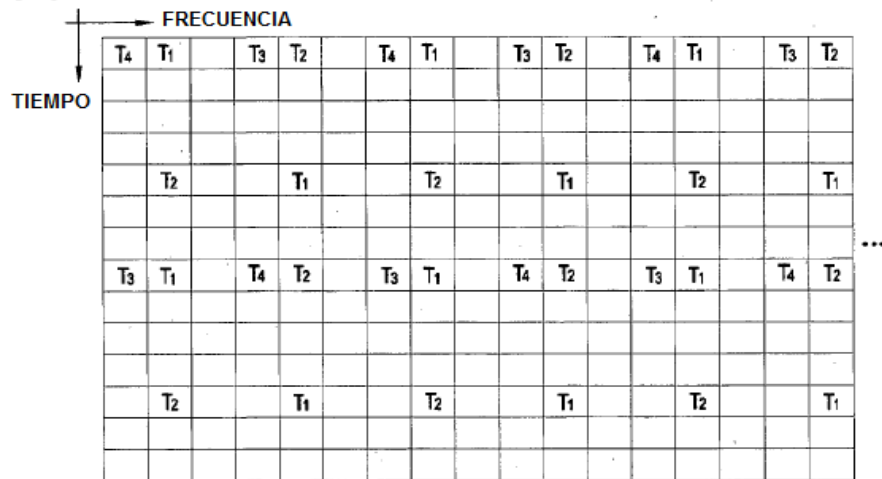 FRECUENCIA
TIEMPO
T4 T1 T3 T2 T4 T1 T3 T2 T4 T1 T3 T2
T2 T1 T2 T1 T2 T1
...
T3 T1 T4 T2 T3 T1 T4 T2 T3 T1 T4 T2
T2 T1 T2 T1 T2 T1